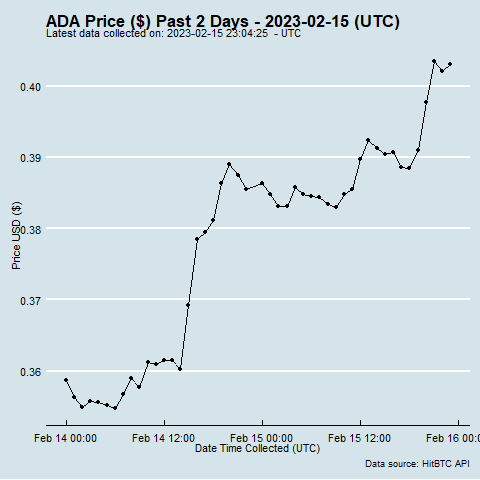 ADA Price ($) Past 2 Days - 2023-02-15 (UTC)
Latest data collected on: 2023-02-15 23:04:25 - UTC
0.40
0.39
0.38
0.37
0.36
Price USD ($)
Feb 14 00:00
Feb 14 12:00
Feb 15 00:00
Feb 15 12:00
Feb 16 00:0
Date Time Collected (UTC)
Data source: HitBTC API